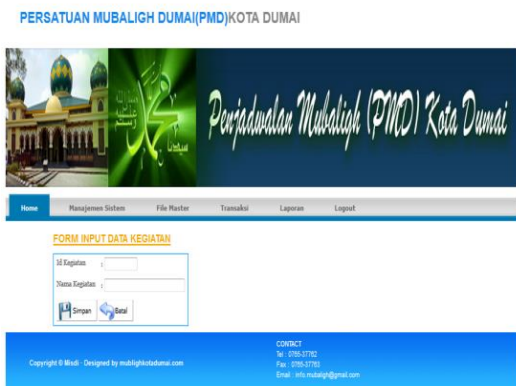 PERSATUAN MUBALIGH DUMAI(PMD)KOTA DUMAI
Penjadwalan Mubaligh (PMD) Kota Dumai
Home Manajemen Sistem File Master Transaksi Laporan Logout
FORM INPUT DATA KEGIATAN
Id Kegiatan :
Nama Kegiatan :
Simpan Batal
CONTACT
Tel : 0765-37762
Fax : 0765-37763
Email : info.mubaligh@gmail.com
Copyright © Misdi - Designed by mublighkotadumai.com